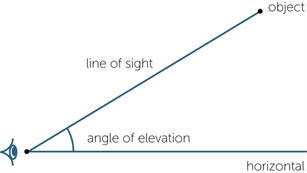 object
line of sight
angle of elevation
horizontal